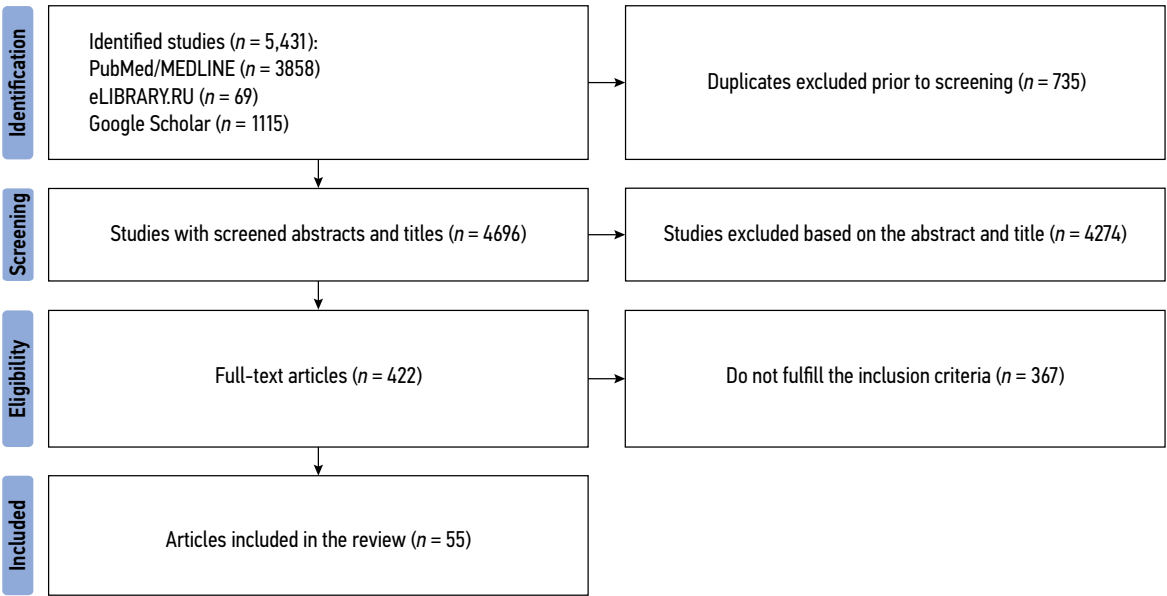 Identification
Identified studies (n = 5,431):
PubMed/MEDLINE (n = 3858)
eLIBRARY.RU (n = 69)
Google Scholar (n = 1115)
Duplicates excluded prior to screening (n = 735)
Screening
Studies with screened abstracts and titles (n = 4696)
Studies excluded based on the abstract and title (n = 4274)
Eligibility
Full-text articles (n = 422)
Do not fulfill the inclusion criteria (n = 367)
Included
Articles included in the review (n = 55)